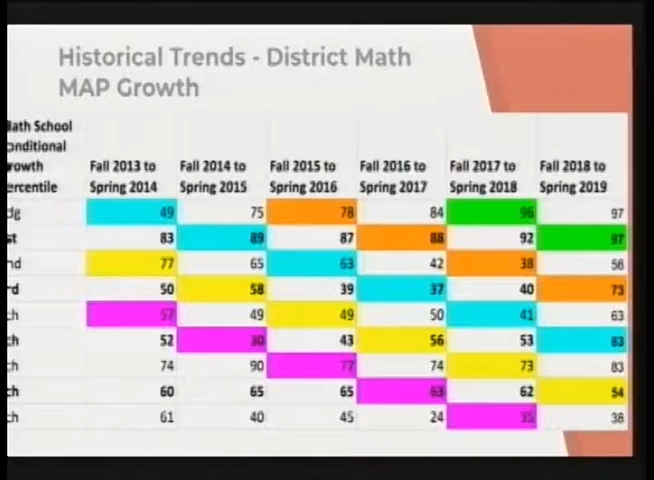 Historical Trends - District Math
MAP Growth
Math School
onditional
rowth Fall 2013 to Fall 2014 to Fall 2015 to Fall 2016 to Fall 2017 to Fall 2018 to
ercentile Spring 2014 Spring 2015 Spring 2016 Spring 2017 Spring 2018 Spring 2019
dg 49 75 78 84 96 97
st 83 89 87 88 92 97
nd 77 65 63 42 38 56
rd 50 58 39 37 40 73
ch 57 49 49 50 41 63
ch 52 30 43 56 53 83
ch 74 90 77 74 73 83
ch 60 65 65 63 62 54
ch 61 40 45 24 35 38